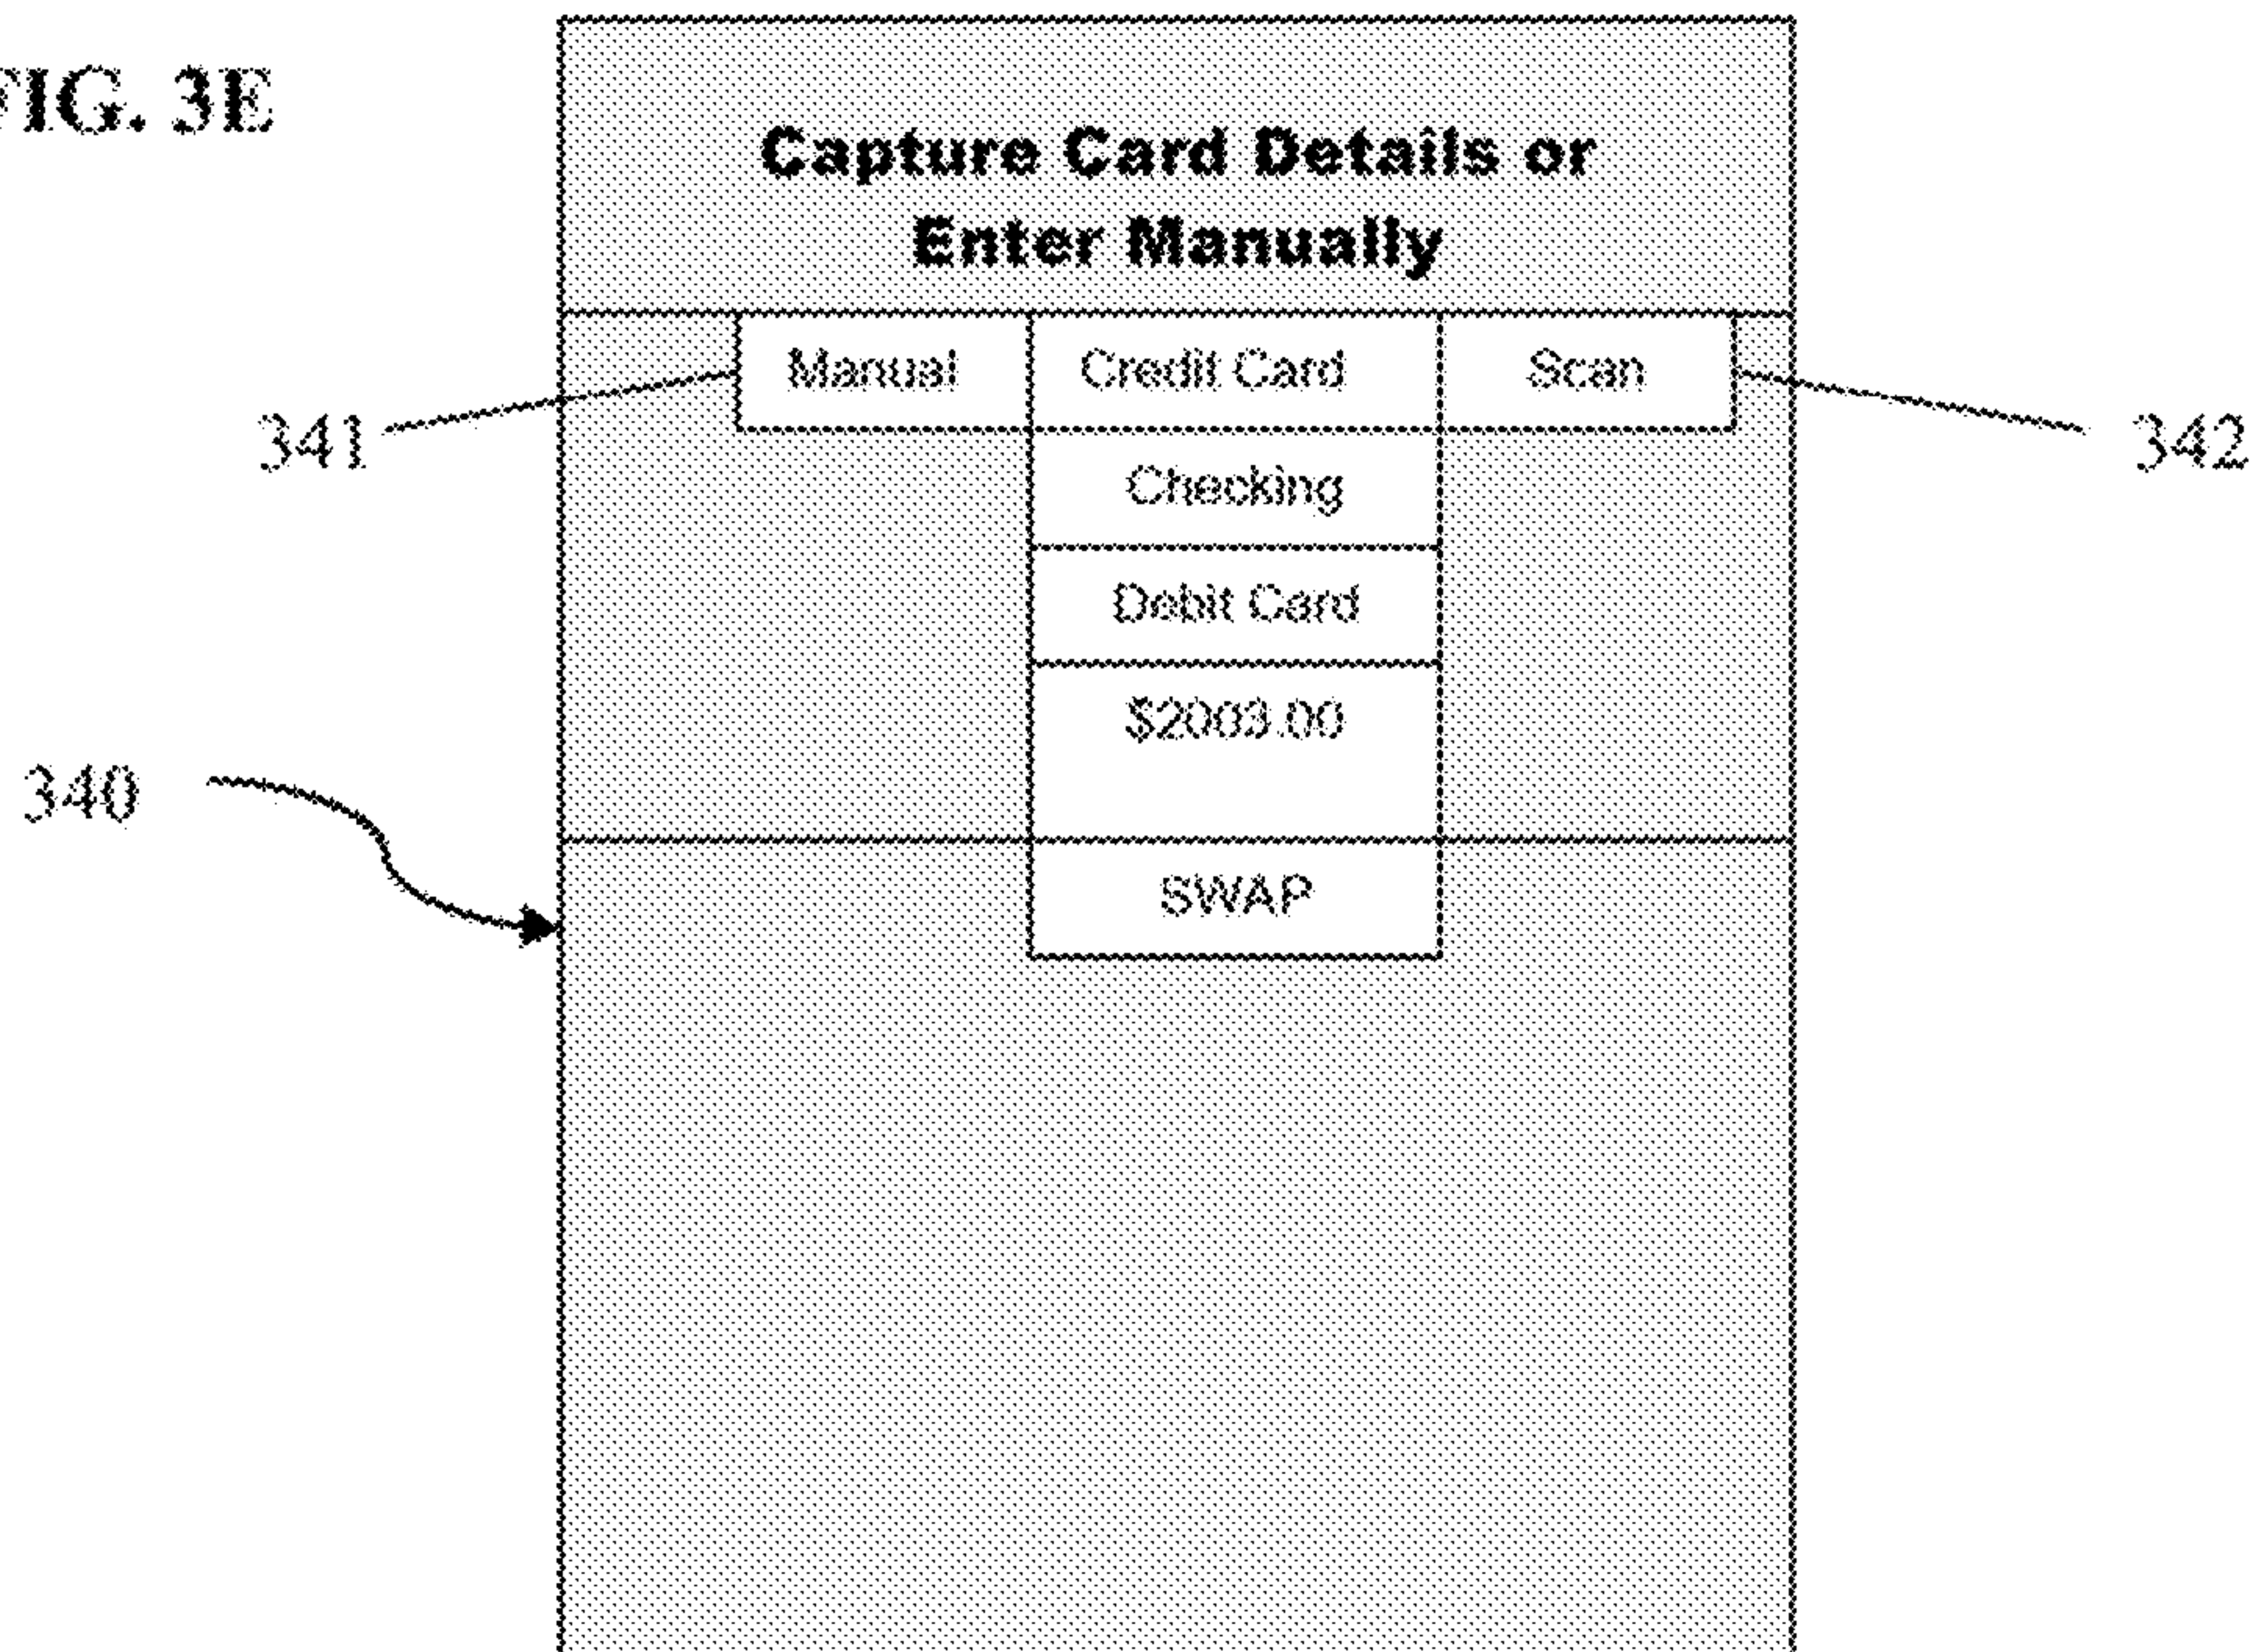 FIG. 3E
Capture Card Details or
Enter Manually
Manual
Credit Card
Scan
341
342
Checking
Debit Card
$2003.00
340
SWAP